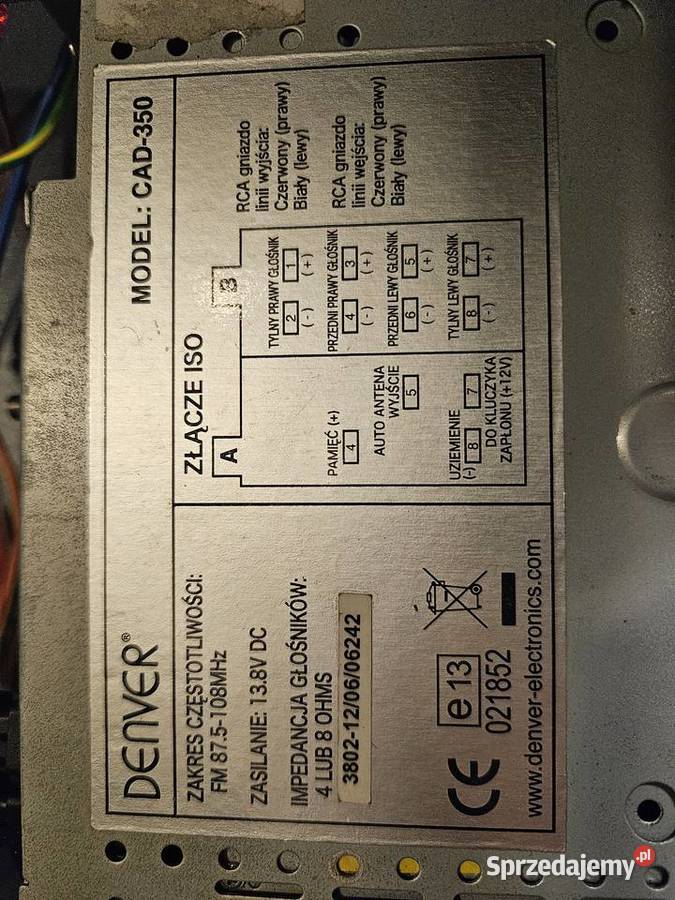 DENVER®
MODEL: CAD-350
ZAKRES CZĘSTOTLIWOŚCI:
FM 87.5-108MHz
ZASILANIE: 13.8V DC
IMPEDANCJA GŁOŚNIKÓW:
4 LUB 8 OHMS
3802-12/06/06242
CE e13
021852
www.denver-electronics.com
ZŁĄCZE ISO
A
PAMIĘĆ (+)
4
AUTO ANTENA
WYJŚCIE
5
UZIEMIENIE
(-) 8 7
DO KLUCZYKA
ZAPŁONU (+12V)
B
TYLNY PRAWY GŁOŚNIK
2 1
(-) (+)
PRZEDNI PRAWY GŁOŚNIK
4 3
(-) (+)
PRZEDNI LEWY GŁOŚNIK
6 5
(-) (+)
TYLNY LEWY GŁOŚNIK
8 7
(-) (+)
RCA gniazdo
linii wyjścia:
Czerwony (prawy)
Biały (lewy)
RCA gniazdo
linii wejścia:
Czerwony (prawy)
Biały (lewy)
Sprzedajemy.pl